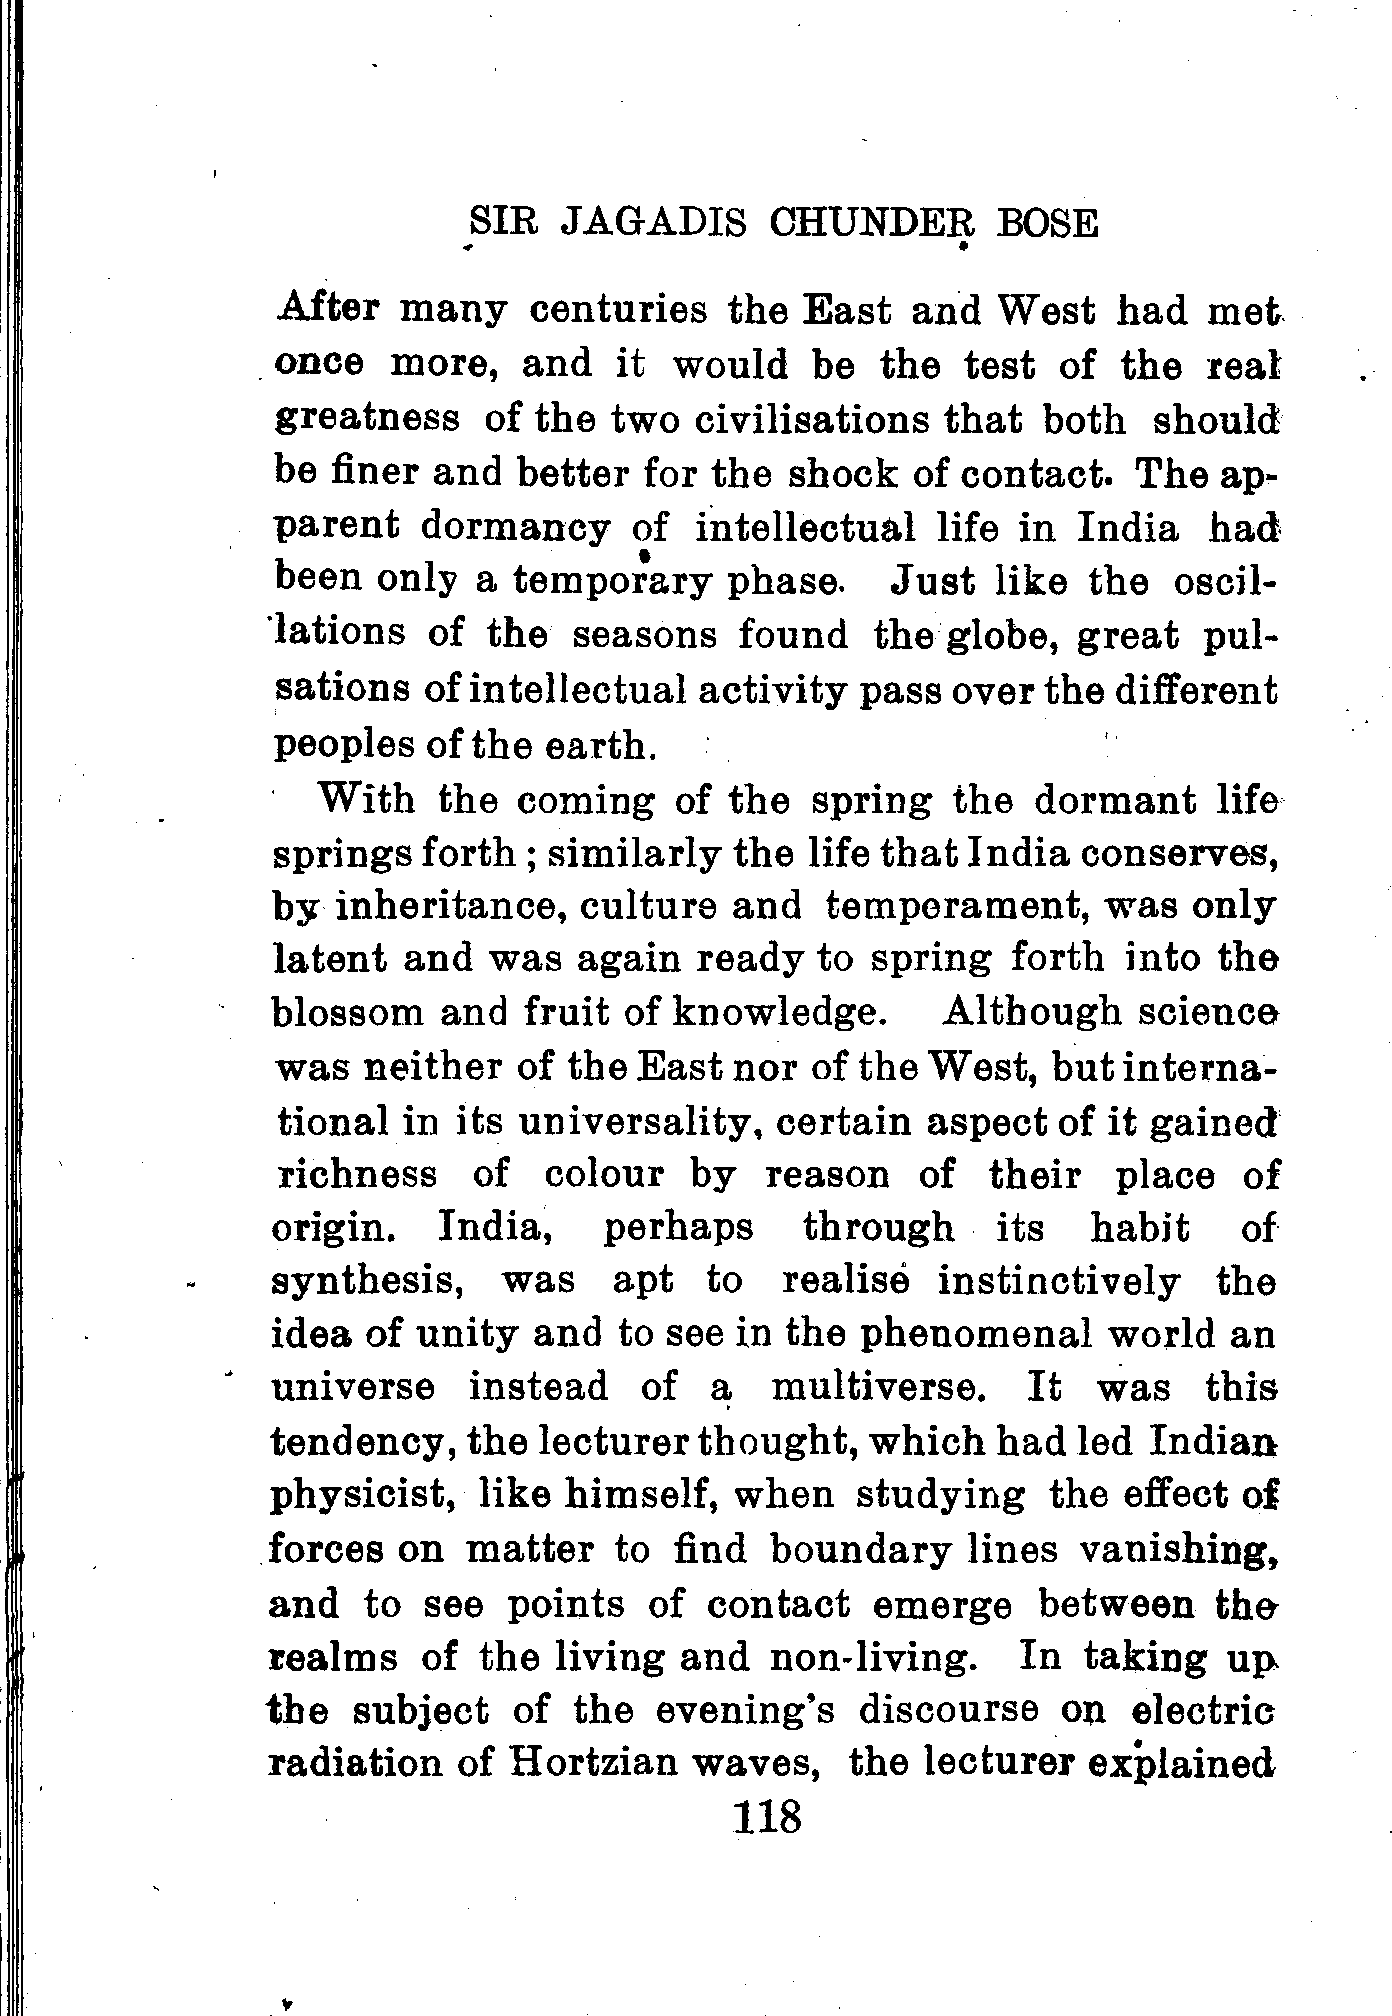 SIR JAGADIS CHUNDER BOSE
After many centuries the East and West had met
once more, and it would be the test of the real
greatness of the two civilisations that both should
be finer and better for the shock of contact. The ap-
parent dormancy of intellectual life in India had
been only a temporary phase. Just like the oscil-
lations of the seasons found the globe, great pul-
sations of intellectual activity pass over the different
peoples of the earth.
With the coming of the spring the dormant life
springs forth ; similarly the life that India conserves,
by inheritance, culture and temperament, was only
latent and was again ready to spring forth into the
blossom and fruit of knowledge. Although science
was neither of the East nor of the West, but interna-
tional in its universality, certain aspect of it gained
richness of colour by reason of their place of
origin. India, perhaps through its habit of
synthesis, was apt to realise instinctively the
idea of unity and to see in the phenomenal world an
universe instead of a multiverse. It was this
tendency, the lecturer thought, which had led Indian
physicist, like himself, when studying the effect of
forces on matter to find boundary lines vanishing,
and to see points of contact emerge between the
realms of the living and non-living. In taking up
the subject of the evening's discourse on electric
radiation of Hortzian waves, the lecturer explained
118